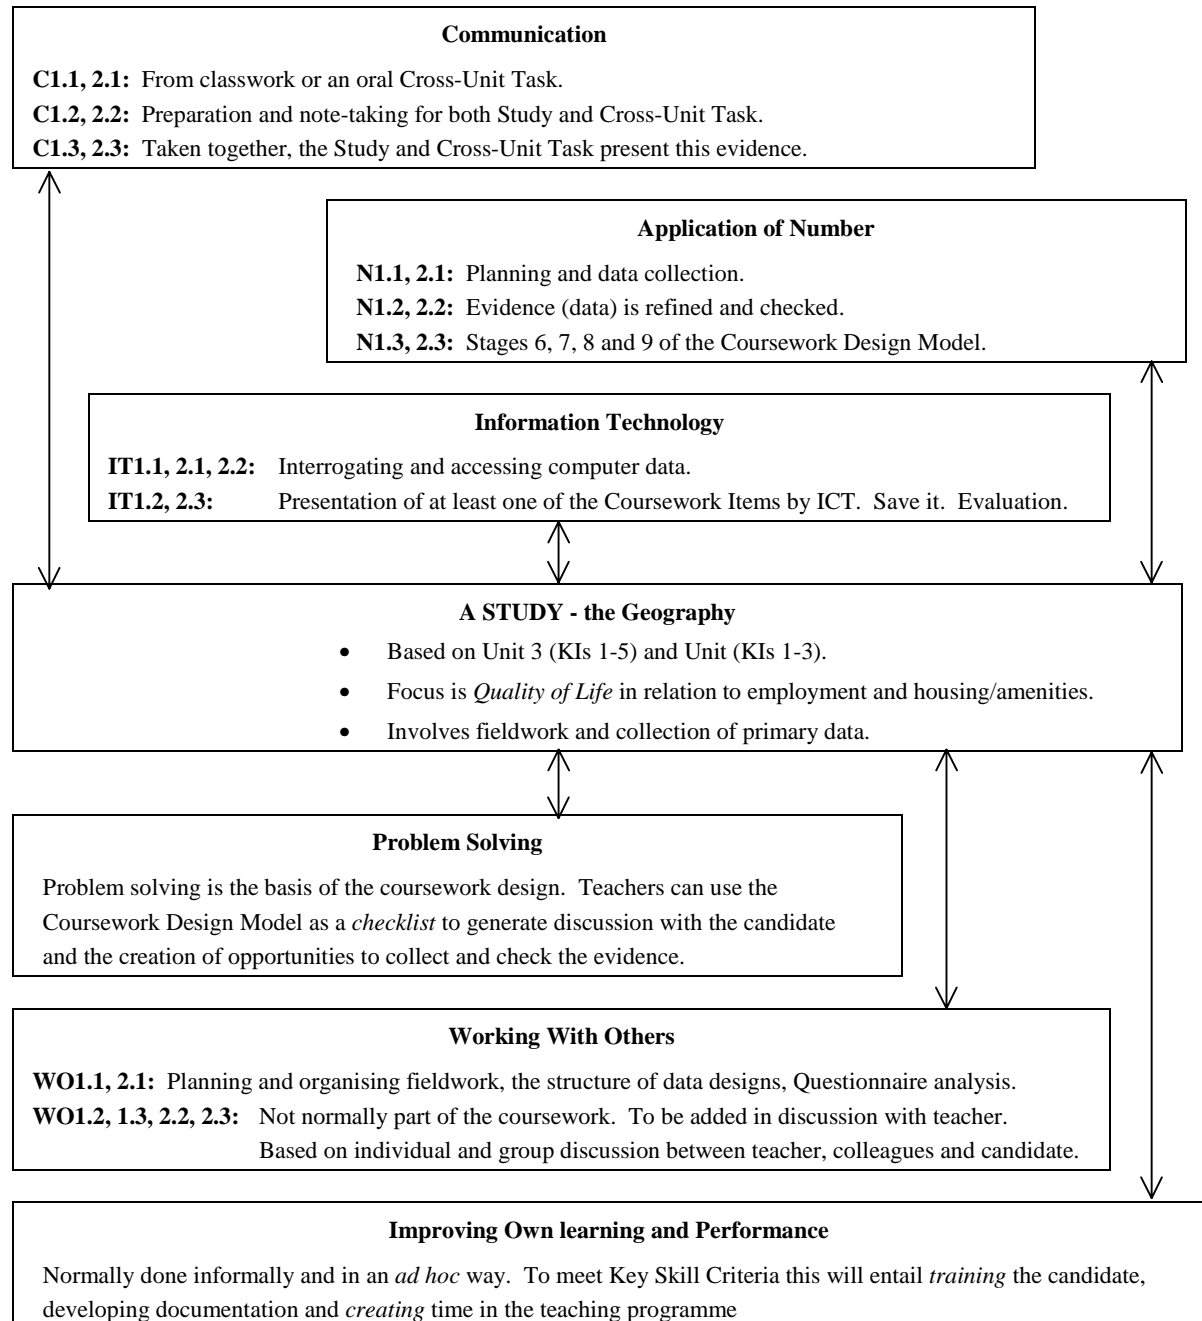 Communication
C1.1, 2.1: From classwork or an oral Cross-Unit Task.
C1.2, 2.2: Preparation and note-taking for both Study and Cross-Unit Task.
C1.3, 2.3: Taken together, the Study and Cross-Unit Task present this evidence.
Application of Number
N1.1, 2.1: Planning and data collection.
N1.2, 2.2: Evidence (data) is refined and checked.
N1.3, 2.3: Stages 6, 7, 8 and 9 of the Coursework Design Model.
Information Technology
IT1.1, 2.1, 2.2: Interrogating and accessing computer data.
IT1.2, 2.3: Presentation of at least one of the Coursework Items by ICT. Save it. Evaluation.
A STUDY - the Geography
• Based on Unit 3 (KIs 1-5) and Unit (KIs 1-3).
• Focus is Quality of Life in relation to employment and housing/amenities.
• Involves fieldwork and collection of primary data.
Problem Solving
Problem solving is the basis of the coursework design. Teachers can use the
Coursework Design Model as a checklist to generate discussion with the candidate
and the creation of opportunities to collect and check the evidence.
Working With Others
WO1.1, 2.1: Planning and organising fieldwork, the structure of data designs, Questionnaire analysis.
WO1.2, 1.3, 2.2, 2.3: Not normally part of the coursework. To be added in discussion with teacher.
Based on individual and group discussion between teacher, colleagues and candidate.
Improving Own learning and Performance
Normally done informally and in an ad hoc way. To meet Key Skill Criteria this will entail training the candidate,
developing documentation and creating time in the teaching programme